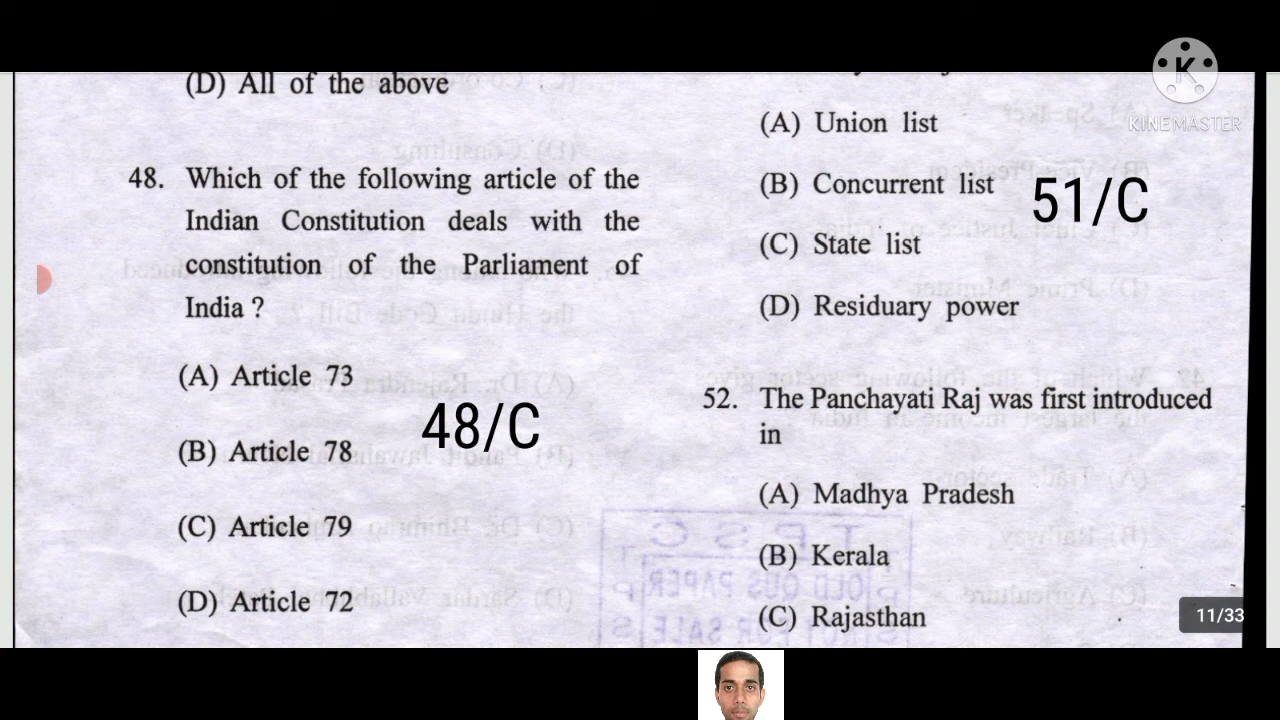 (D) All of the above
48. Which of the following article of the
Indian Constitution deals with the
constitution of the Parliament of
India ?
(A) Article 73
(B) Article 78
(C) Article 79
(D) Article 72
48/C
(A) Union list
(B) Concurrent list
(C) State list
(D) Residuary power
51/C
52. The Panchayati Raj was first introduced
in
(A) Madhya Pradesh
(B) Kerala
(C) Rajasthan
KINEMASTER
11/33